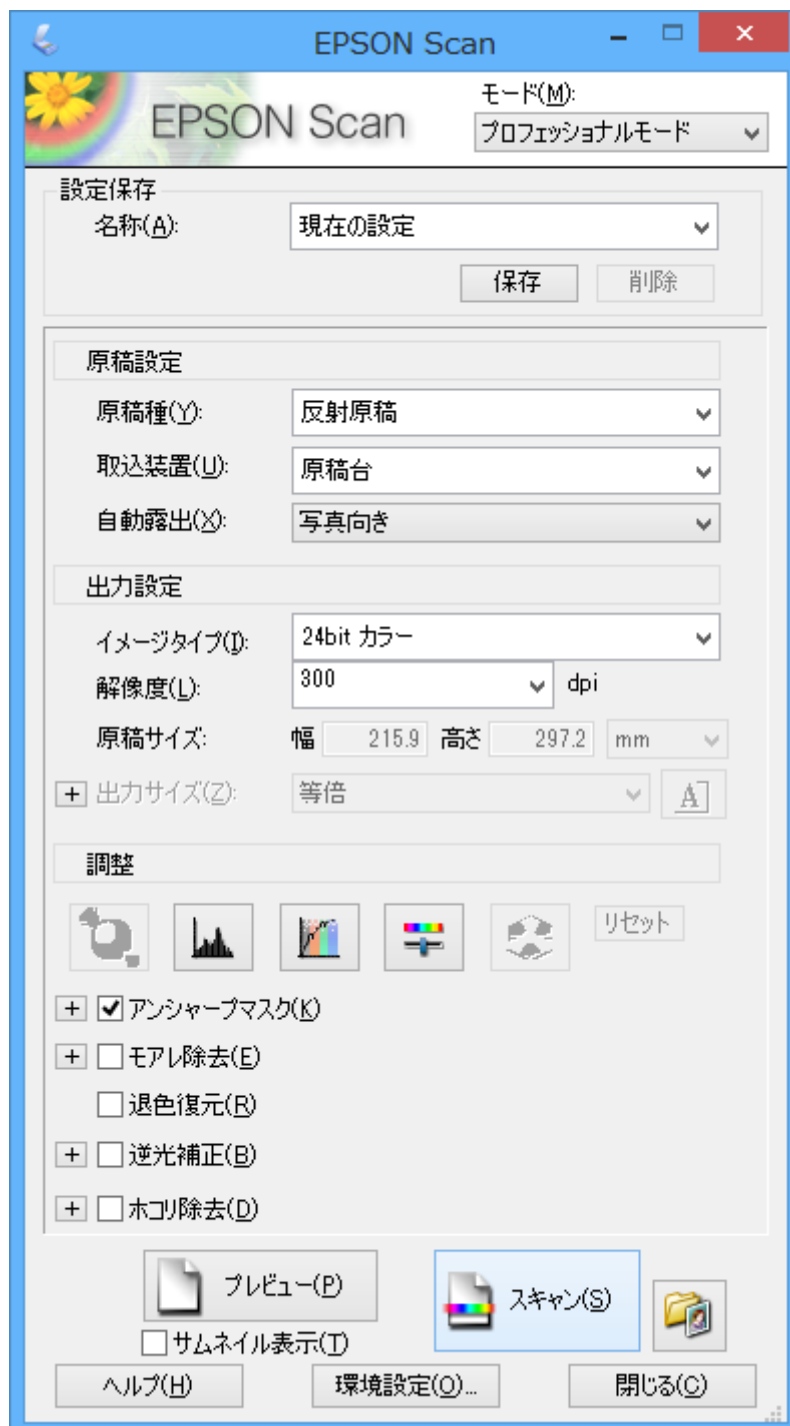 EPSON Scan
EPSON Scan
モード(M):
プロフェッショナルモード
設定保存
名称(A):
現在の設定
保存
削除
原稿設定
原稿種(Y):
反射原稿
取込装置(U):
原稿台
自動露出(X):
写真向き
出力設定
イメージタイプ(I):
24bit カラー
解像度(L):
300
dpi
原稿サイズ:
幅 215.9 高さ 297.2 mm
出力サイズ(Z):
等倍
A
調整
リセット
アンシャープマスク(K)
モアレ除去(E)
退色復元(R)
逆光補正(B)
ホコリ除去(D)
プレビュー(P)
スキャン(S)
サムネイル表示(T)
ヘルプ(H)
環境設定(O)...
閉じる(C)